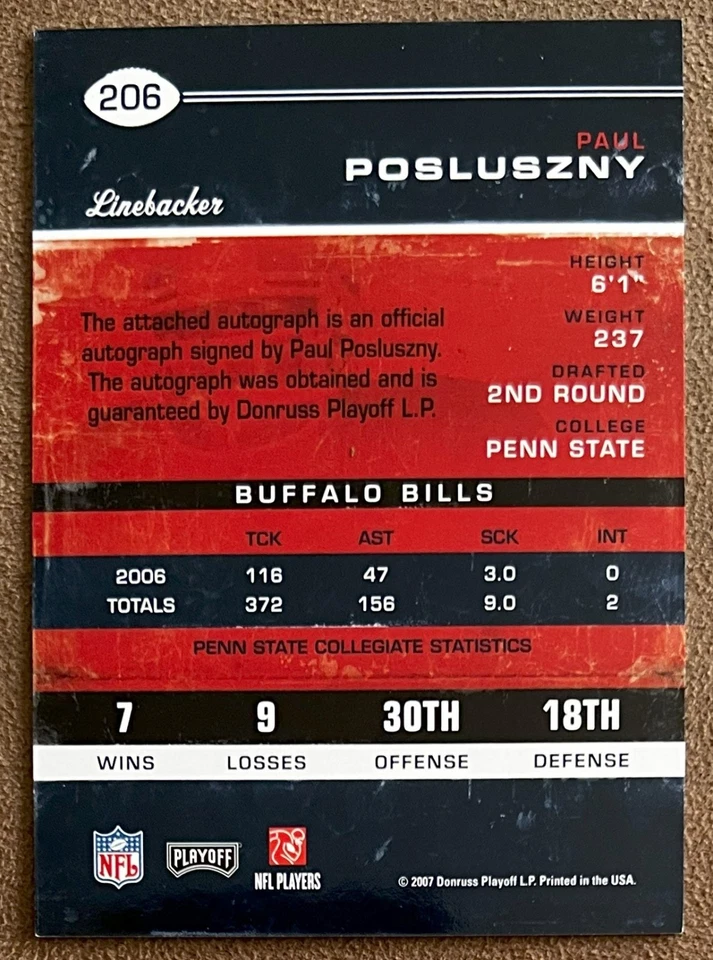 206
PAUL
POSLUSZNY
Linebacker
HEIGHT
6'1"
WEIGHT
237
DRAFTED
2ND ROUND
COLLEGE
PENN STATE
The attached autograph is an official
autograph signed by Paul Posluszny.
The autograph was obtained and is
guaranteed by Donruss Playoff L.P.
BUFFALO BILLS
TCK AST SCK INT
2006 116 47 3.0 0
TOTALS 372 156 9.0 2
PENN STATE COLLEGIATE STATISTICS
7 9 30TH 18TH
WINS LOSSES OFFENSE DEFENSE
NFL PLAYOFF NFL PLAYERS
© 2007 Donruss Playoff L.P. Printed in the USA.